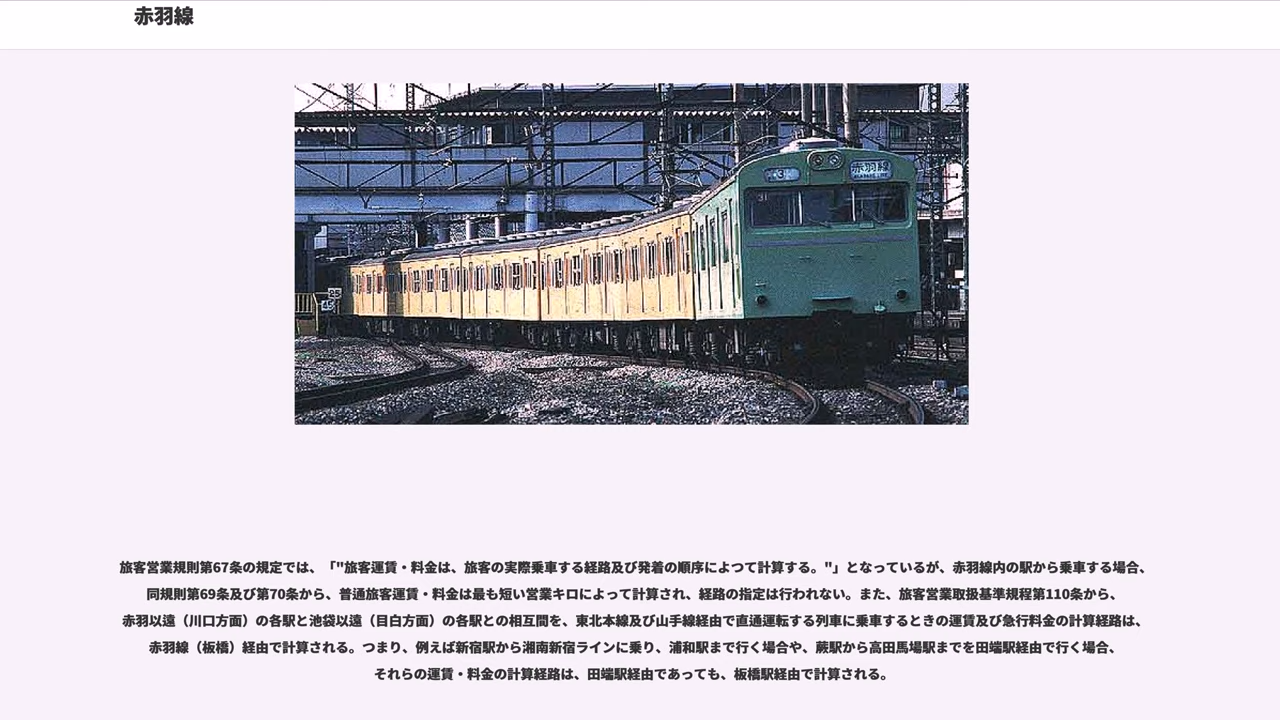 赤羽線
3
赤羽線
31
45
旅客営業規則第67条の規定では、「"旅客運賃・料金は、旅客の実際乗車する経路及び発着の順序によつて計算する。"」となっているが、赤羽線内の駅から乗車する場合、
同規則第69条及び第70条から、普通旅客運賃・料金は最も短い営業キロによって計算され、経路の指定は行われない。また、旅客営業取扱基準規程第110条から、
赤羽以遠（川口方面）の各駅と池袋以遠（目白方面）の各駅との相互間を、東北本線及び山手線経由で直通運転する列車に乗車するときの運賃及び急行料金の計算経路は、
赤羽線（板橋）経由で計算される。つまり、例えば新宿駅から湘南新宿ラインに乗り、浦和駅まで行く場合や、蕨駅から高田馬場駅までを田端駅経由で行く場合、
それらの運賃・料金の計算経路は、田端駅経由であっても、板橋駅経由で計算される。